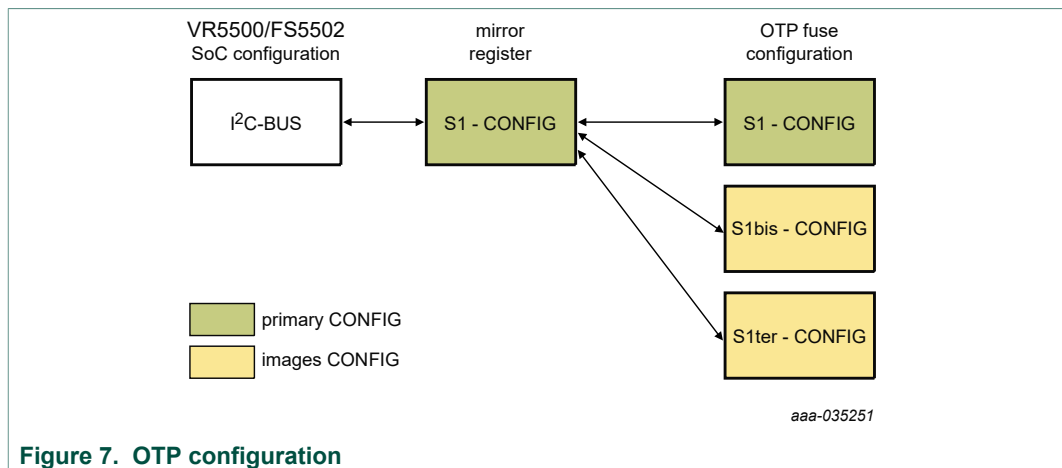 VR5500/FS5502
SoC configuration
mirror
register
OTP fuse
configuration
I²C-BUS
S1 - CONFIG
S1 - CONFIG
S1bis - CONFIG
S1ter - CONFIG
primary CONFIG
images CONFIG
aaa-035251
Figure 7. OTP configuration